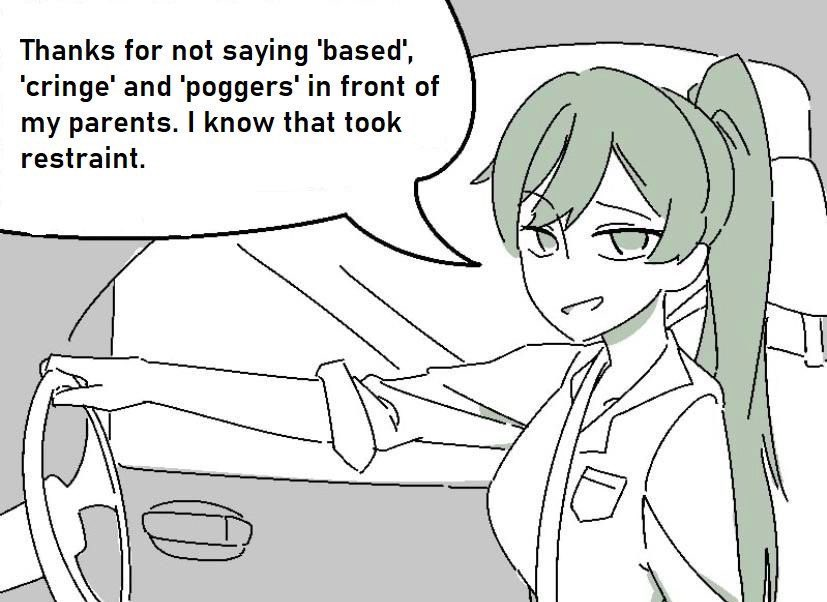 Thanks for not saying 'based',
'cringe' and 'poggers' in front of
my parents. I know that took
restraint.